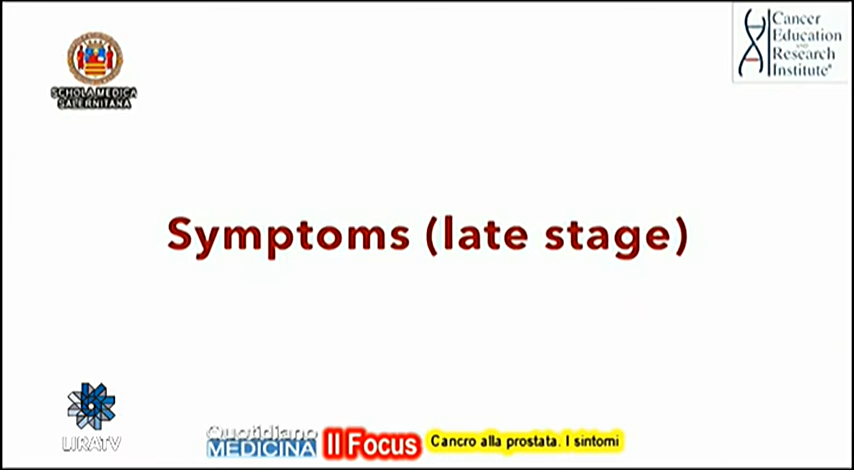 Cancer
Education
AND
Research
Institute®
SCHOLA MEDICA
SALERNITANA
Symptoms (late stage)
LIRATV
Quotidiano
MEDICINA
Il Focus
Cancro alla prostata. I sintomi